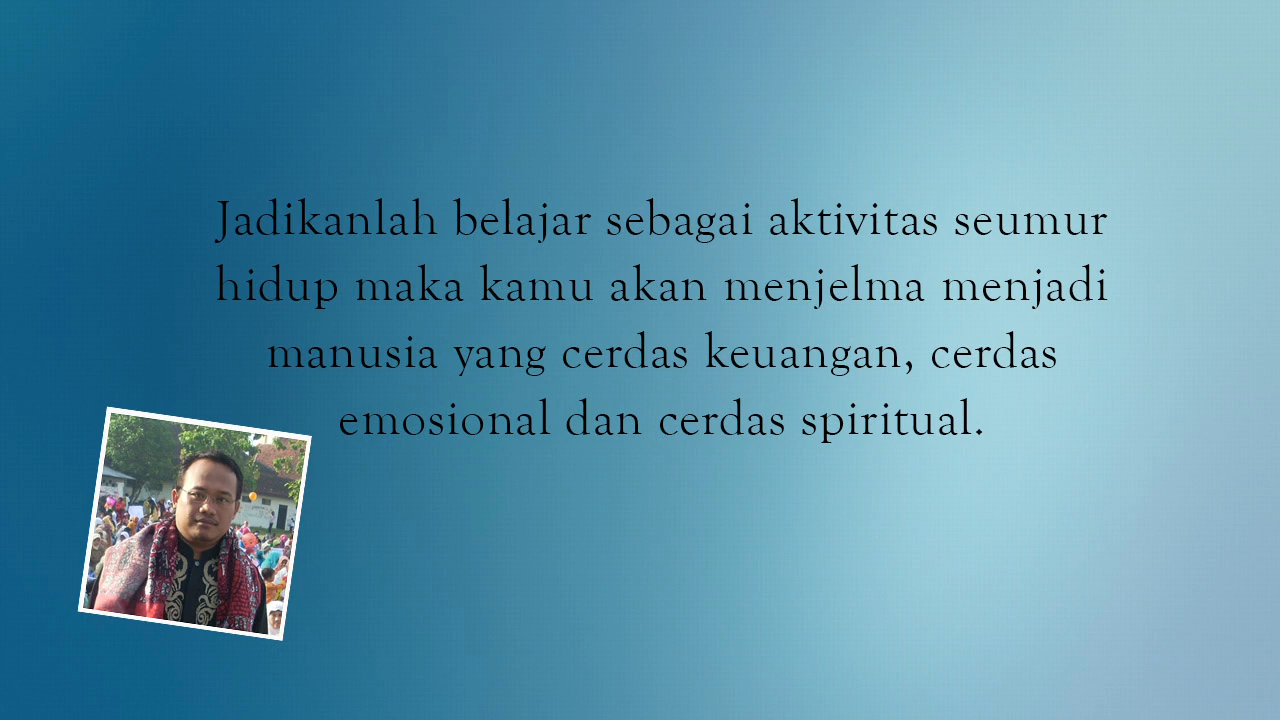 Jadikanlah belajar sebagai aktivitas seumur
hidup maka kamu akan menjelma menjadi
manusia yang cerdas keuangan, cerdas
emosional dan cerdas spiritual.